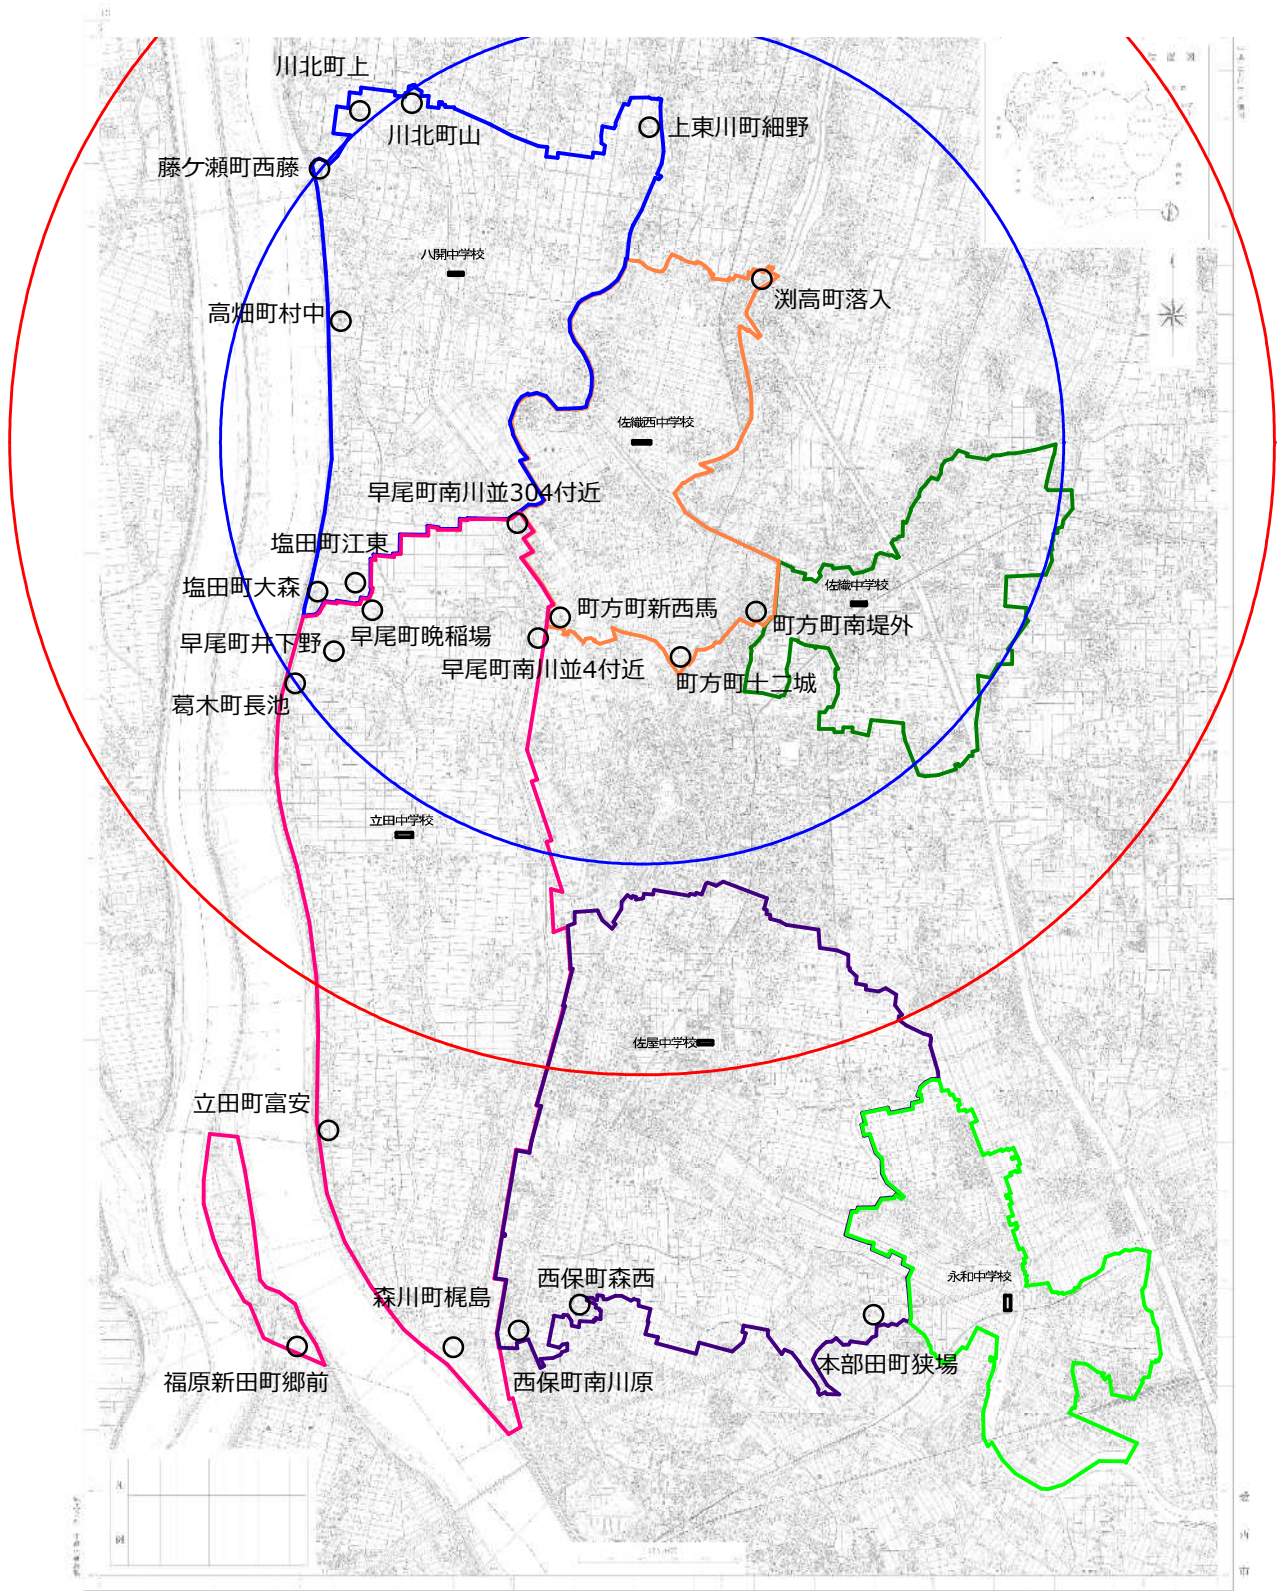 川北町上
川北町山
上東川町細野
藤ケ瀬町西藤
八開中学校
渕高町落入
高畑町村中
佐織西中学校
早尾町南川並304付近
塩田町江東
塩田町大森
佐織中学校
町方町新西馬
町方町南堤外
早尾町晩稲場
早尾町井下野
早尾町南川並4付近
町方町十二城
葛木町長池
立田中学校
佐屋中学校
立田町富安
永和中学校
西保町森西
森川町梶島
本部田町狭場
福原新田町郷前
西保町南川原